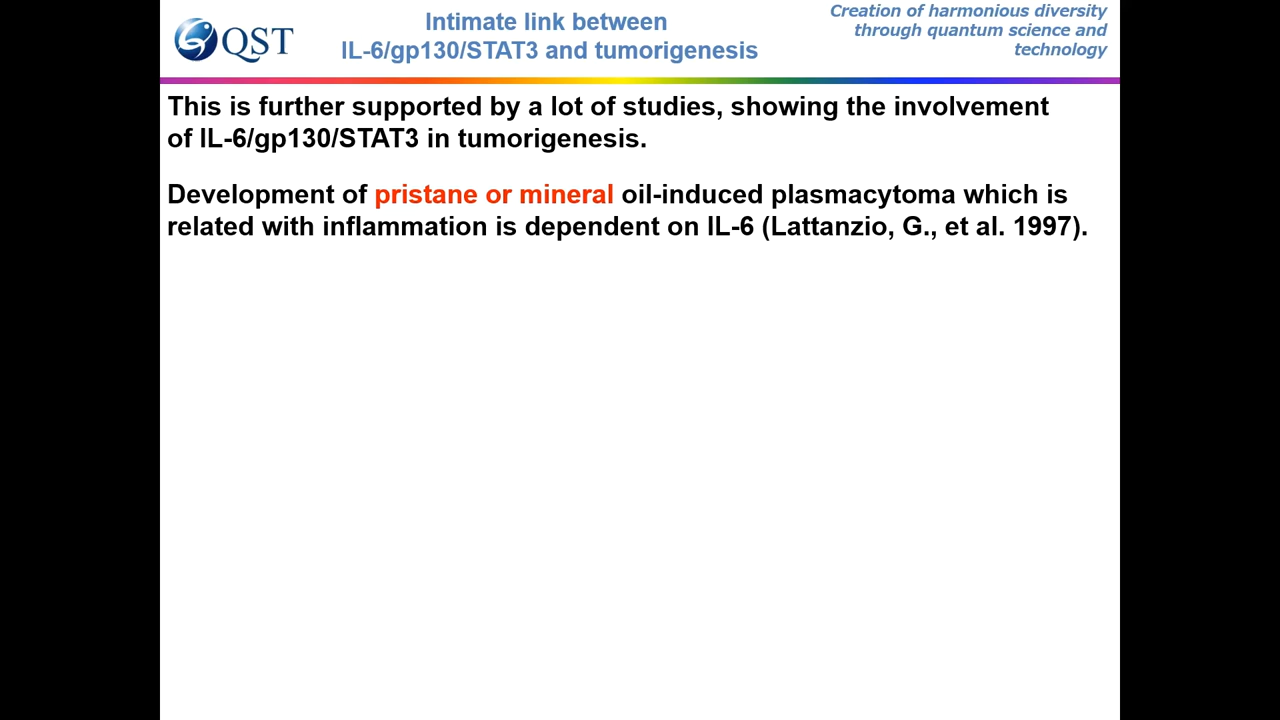 QST
Intimate link between
IL-6/gp130/STAT3 and tumorigenesis
Creation of harmonious diversity
through quantum science and
technology
This is further supported by a lot of studies, showing the involvement
of IL-6/gp130/STAT3 in tumorigenesis.
Development of pristane or mineral oil-induced plasmacytoma which is
related with inflammation is dependent on IL-6 (Lattanzio, G., et al. 1997).